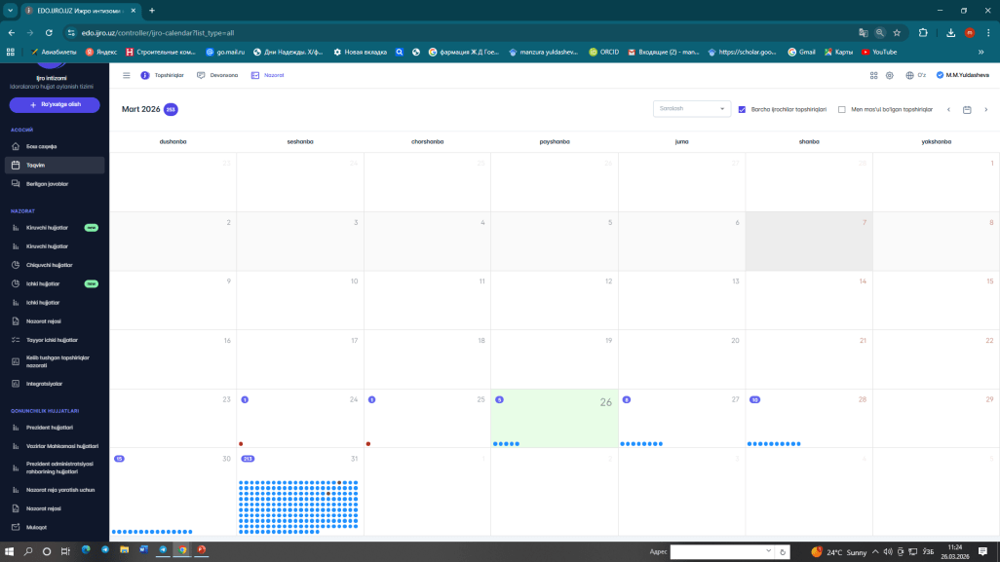 EDO.IJRO.UZ Ижро интизоми
edo.ijro.uz/controller/ijro-calendar?list_type=all
Авиабилеты
Яндекс
Строительные ком...
go.mail.ru
Дни Надежды. Х/ф...
Новая вкладка
фармация Ж Д Гое...
manzura yuldashev...
ORCID
Входящие (2) - man...
https://scholar.goo...
Gmail
Карты
YouTube
Ijro intizomi
Idoralararo hujjat aylanish tizimi
+ Ro'yxatga olish
АСОСИЙ
Бош саҳифа
Taqvim
Berilgan javoblar
NAZORAT
Kiruvchi hujjatlar new
Kiruvchi hujjatlar
Chiquvchi hujjatlar
Ichki hujjatlar new
Ichki hujjatlar
Nazorat rejasi
Tayyor ichki hujjatlar
Kelib tushgan topshiriqlar
nazorati
Integratsiyalar
QONUNCHILIK HUJJATLARI
Prezident hujjatlari
Vazirlar Mahkamasi hujjatlari
Prezident administratsiyasi
rahbarining hujjatlari
Nazorat reja yaratish uchun
Nazorat rejasi
Muloqot
Topshiriqlar
Devonxona
Nazorat
O'z
M.M.Yuldasheva
Mart 2026 253
Saralash
Barcha ijrochilar topshiriqlari
Men mas'ul bo'lgan topshiriqlar
dushanba seshanba chorshanba payshanba juma shanba yakshanba
23 24 25 26 27 28 1
2 3 4 5 6 7 8
9 10 11 12 13 14 15
16 17 18 19 20 21 22
23 1 24 1 25 5 26 8 27 10 28 29
15 30 213 31 1 2 3 4 5
Адрес
24°C Sunny
ЎЗБ
11:24
26.03.2026